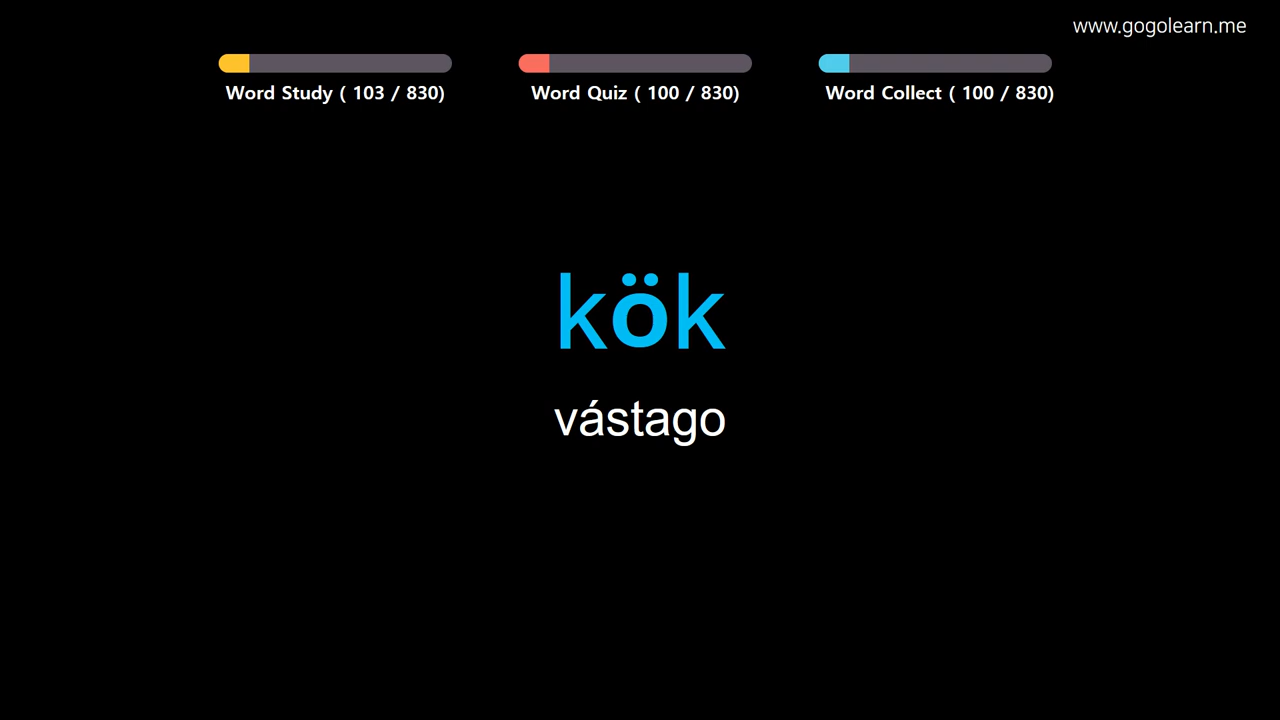 www.gogolearn.me
Word Study ( 103 / 830)
Word Quiz ( 100 / 830)
Word Collect ( 100 / 830)
kök
vástago